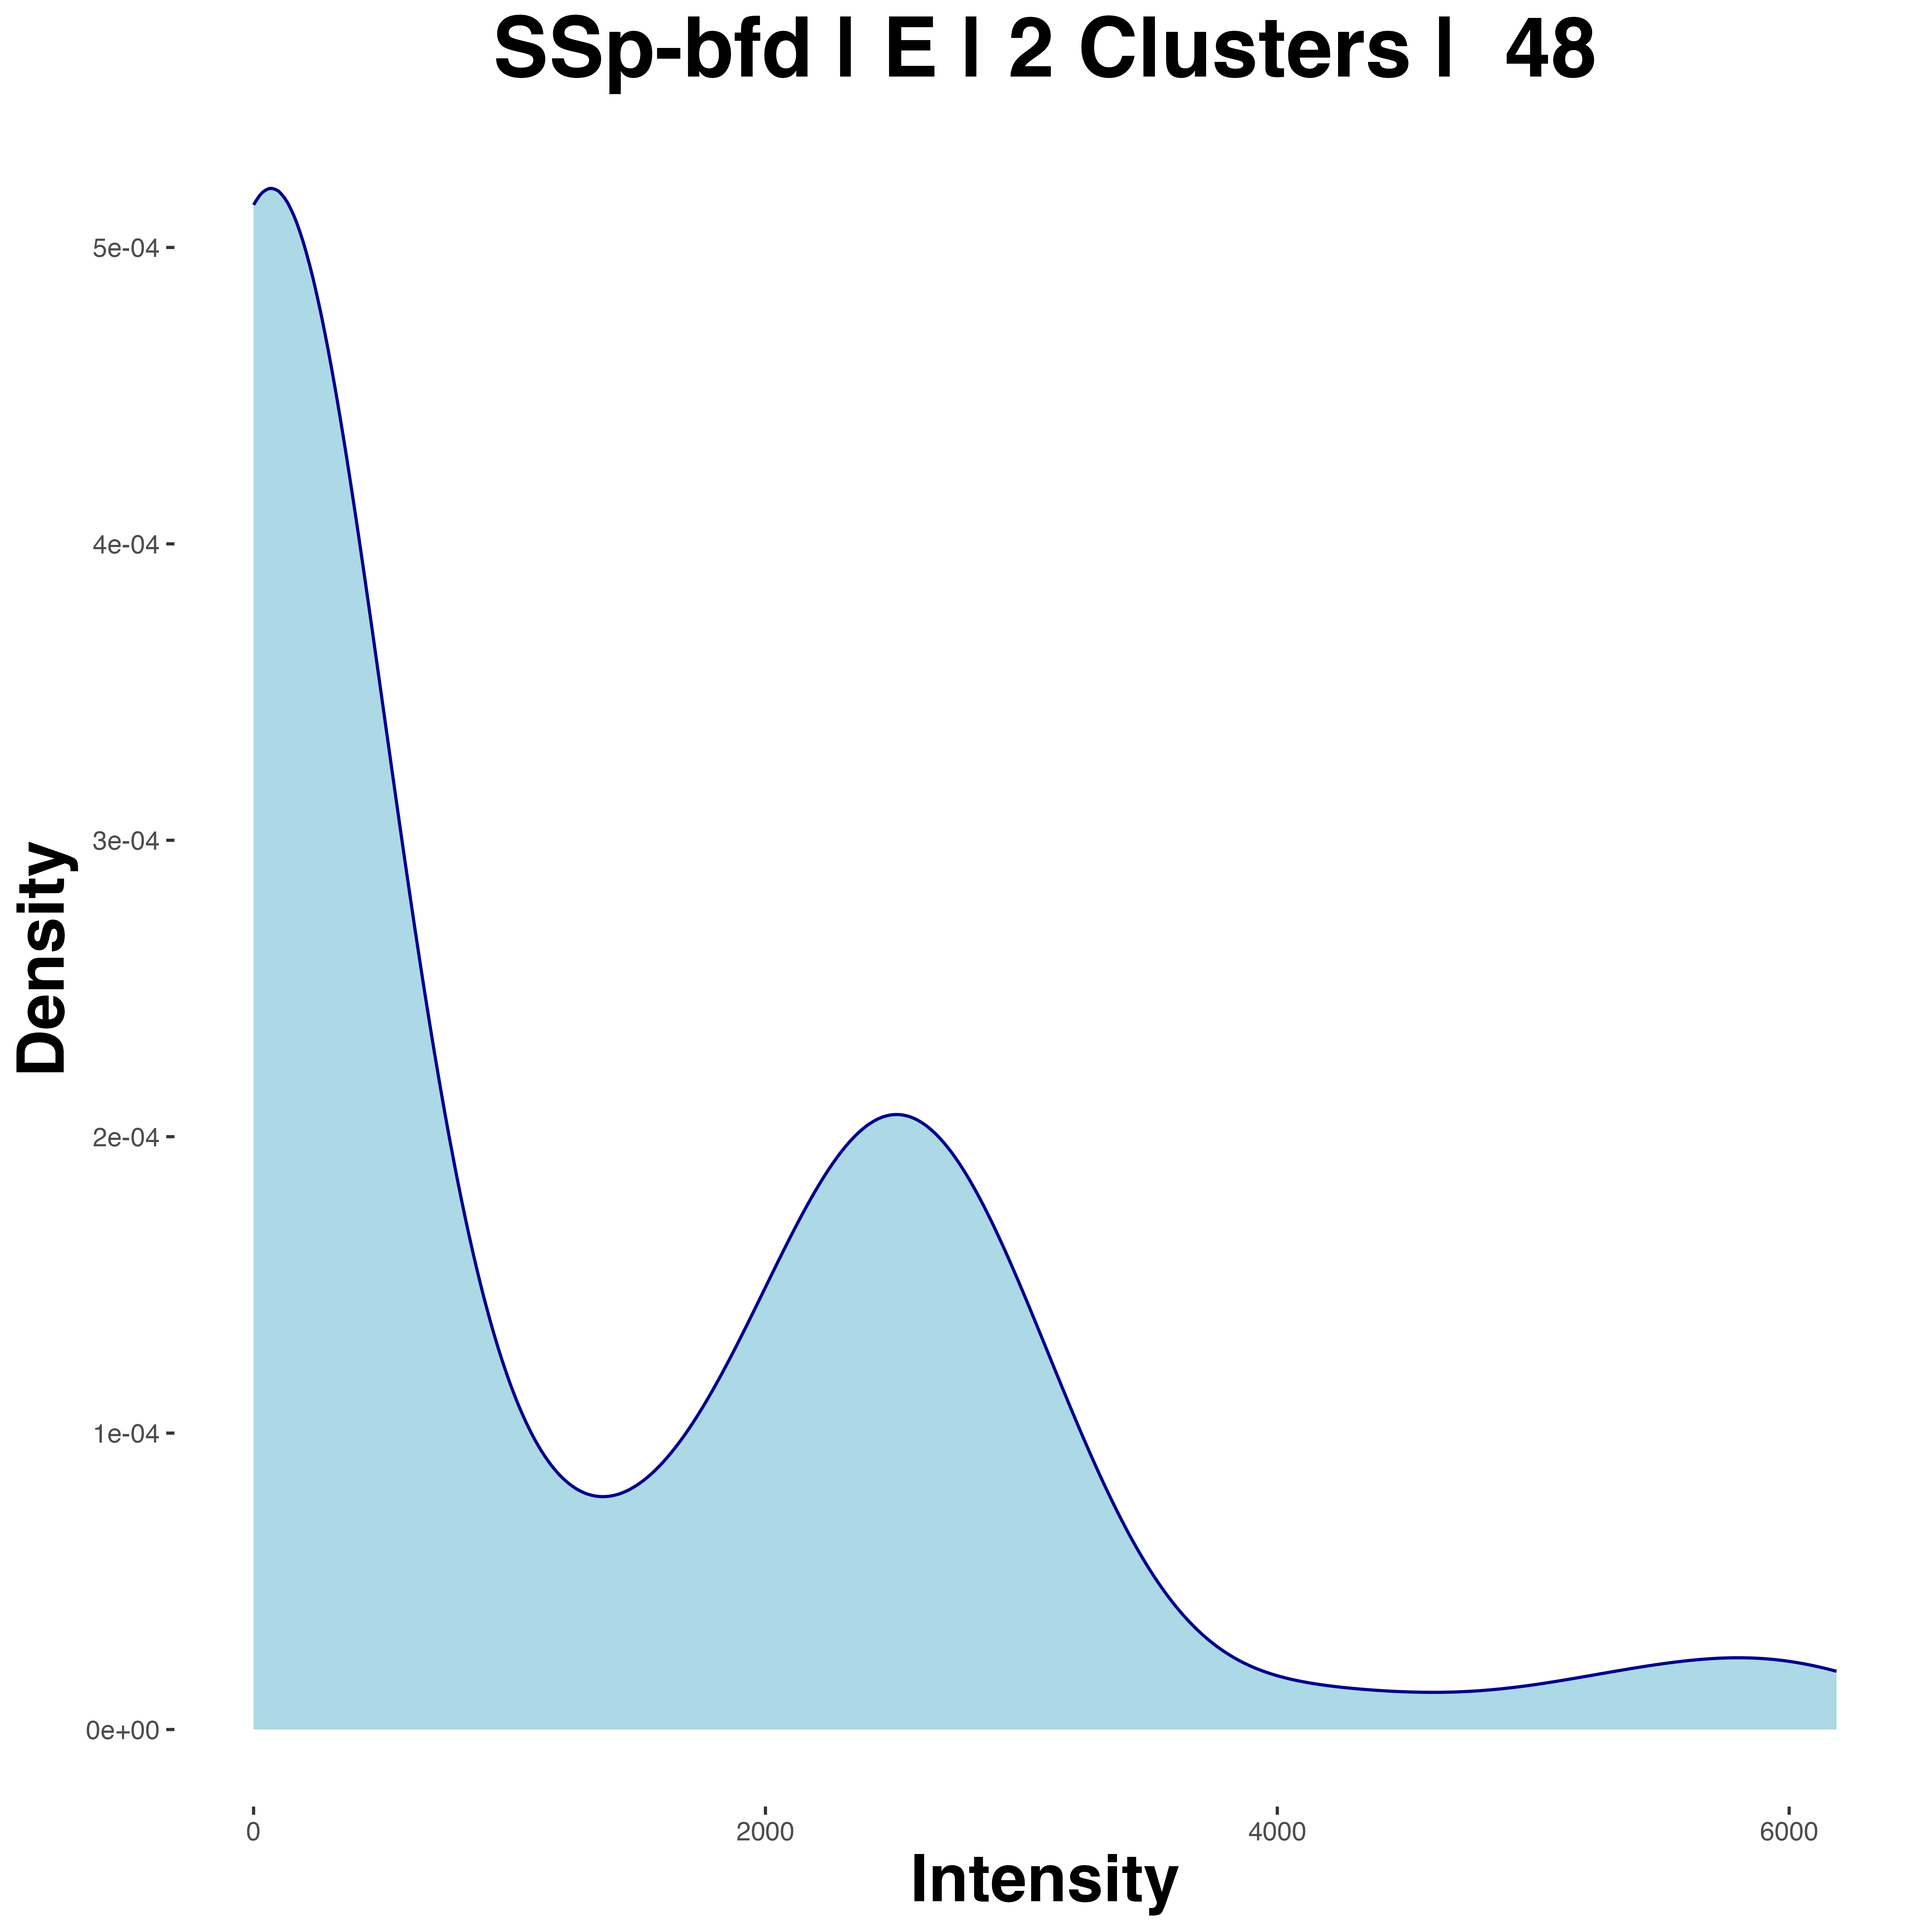 SSp-bfd | E | 2 Clusters | 48
5e-04
4e-04
3e-04
2e-04
1e-04
0e+00
Density
0
2000
4000
6000
Intensity